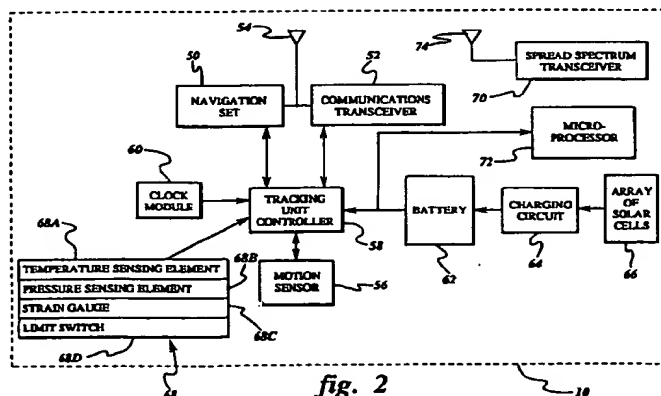 54
74
50
52
NAVIGATION
SET
COMMUNICATIONS
TRANSCEIVER
SPREAD SPECTRUM
TRANSCEIVER
70
MICRO-
PROCESSOR
72
60
CLOCK
MODULE
TRACKING
UNIT
CONTROLLER
58
BATTERY
62
CHARGING
CIRCUIT
64
ARRAY
OF
SOLAR
CELLS
66
68A
TEMPERATURE SENSING ELEMENT
68B
PRESSURE SENSING ELEMENT
STRAIN GAUGE
68C
LIMIT SWITCH
68D
MOTION
SENSOR
56
fig. 2